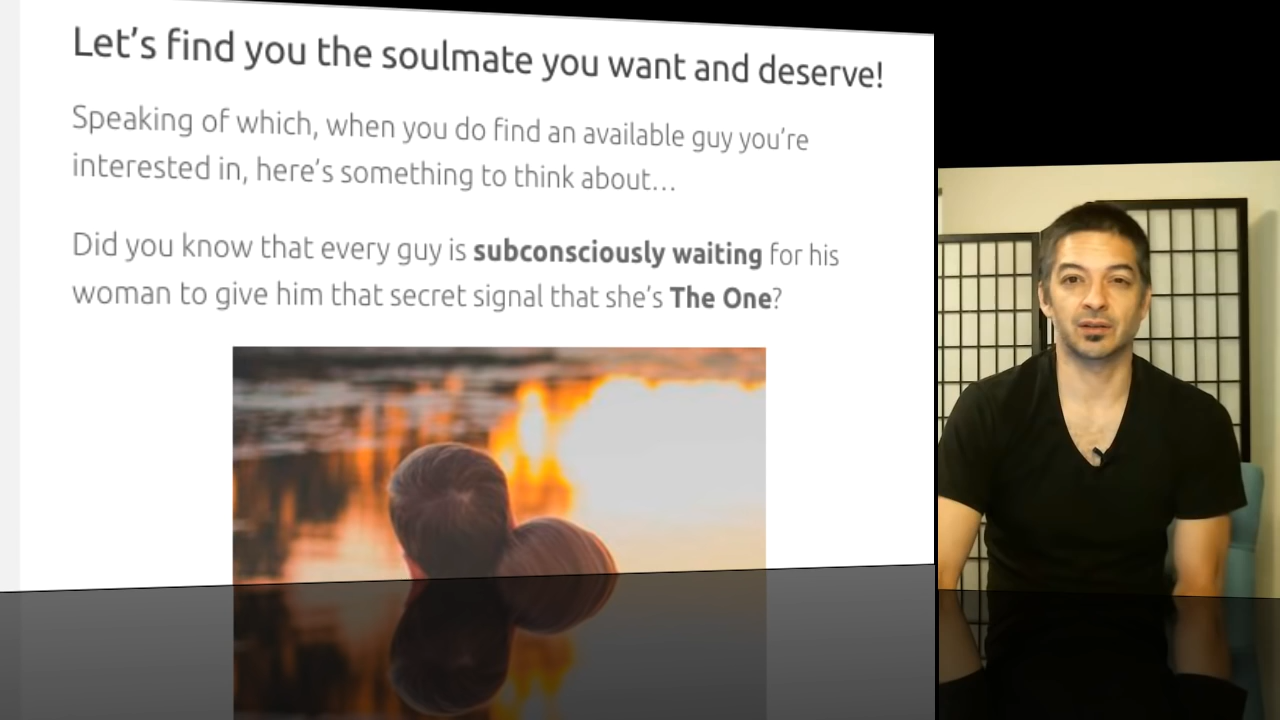 Let’s find you the soulmate you want and deserve!
Speaking of which, when you do find an available guy you’re
interested in, here’s something to think about…
Did you know that every guy is subconsciously waiting for his
woman to give him that secret signal that she’s The One?